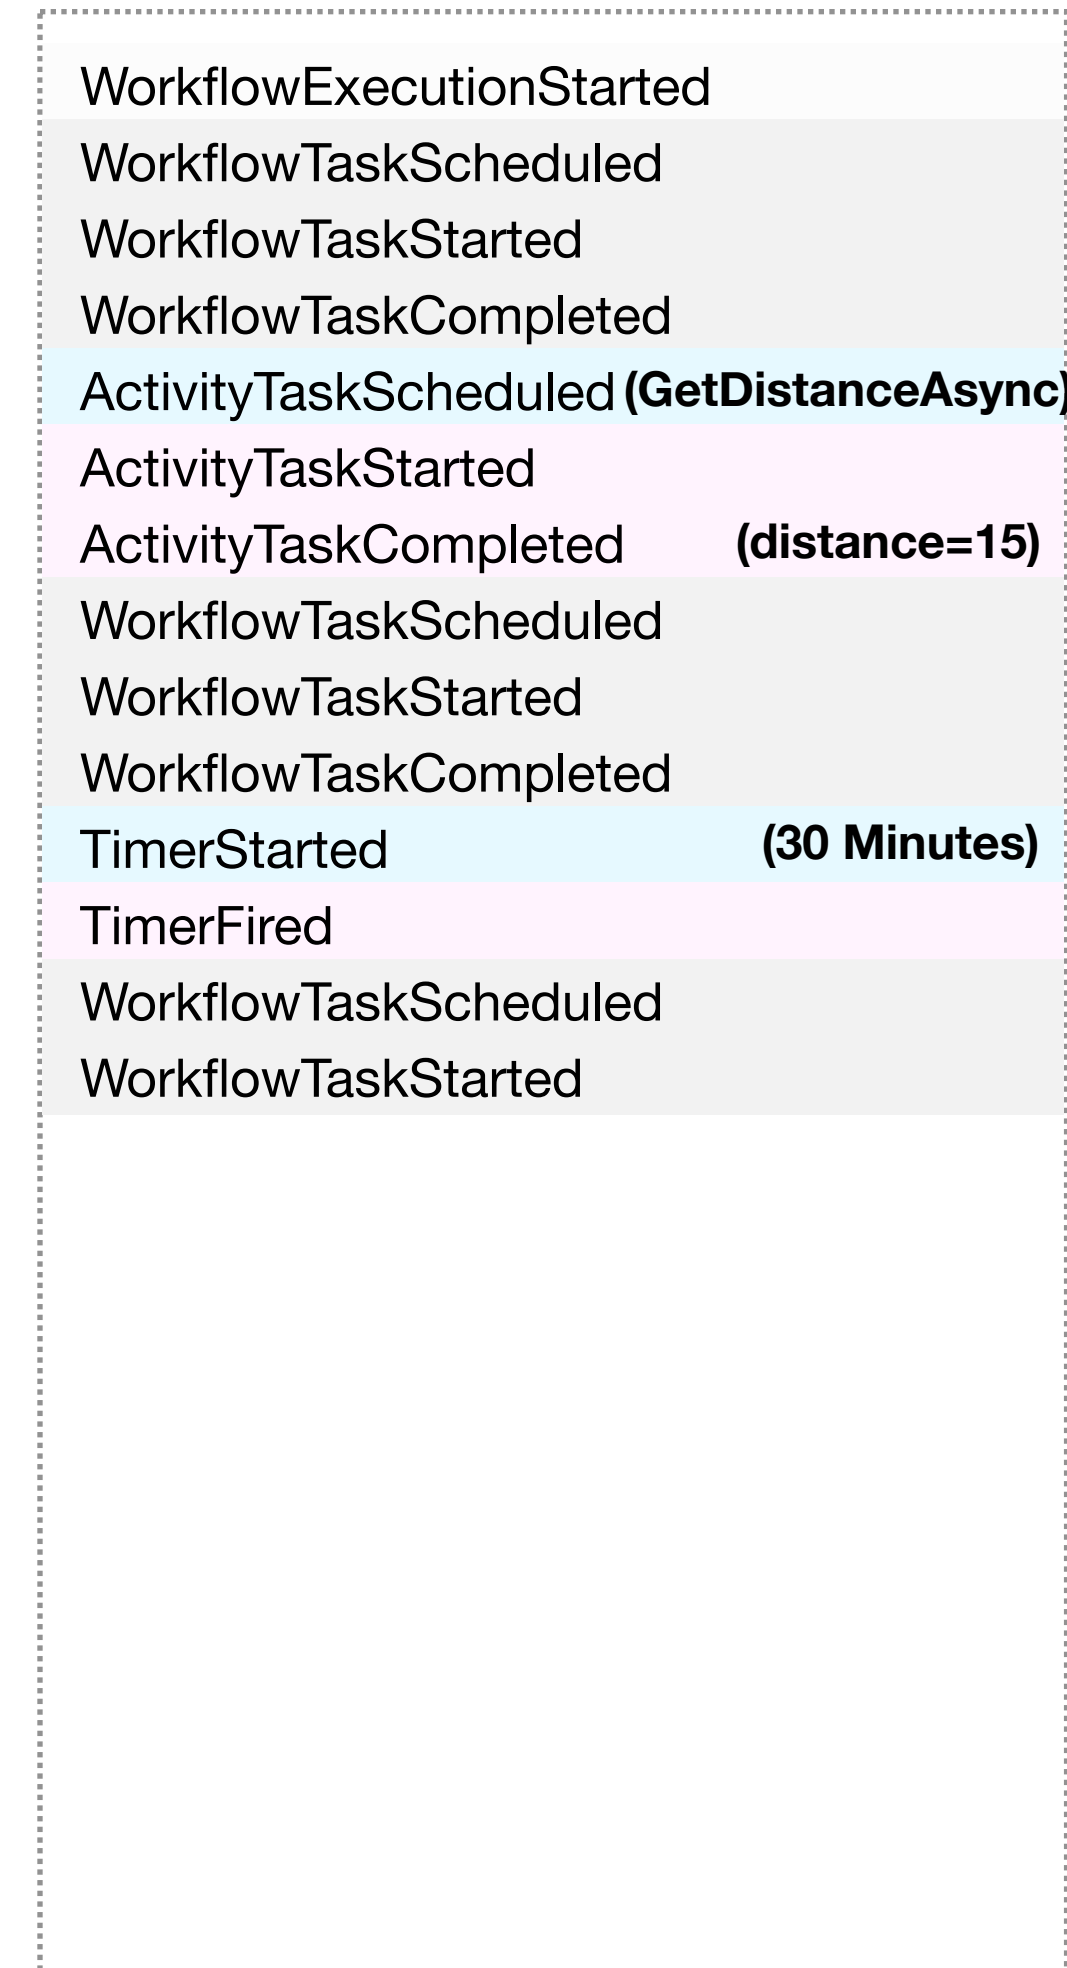 WorkflowExecutionStarted
WorkflowTaskScheduled
WorkflowTaskStarted
WorkflowTaskCompleted
ActivityTaskScheduled (GetDistanceAsync)
ActivityTaskStarted
ActivityTaskCompleted (distance=15)
WorkflowTaskScheduled
WorkflowTaskStarted
WorkflowTaskCompleted
TimerStarted (30 Minutes)
TimerFired
WorkflowTaskScheduled
WorkflowTaskStarted